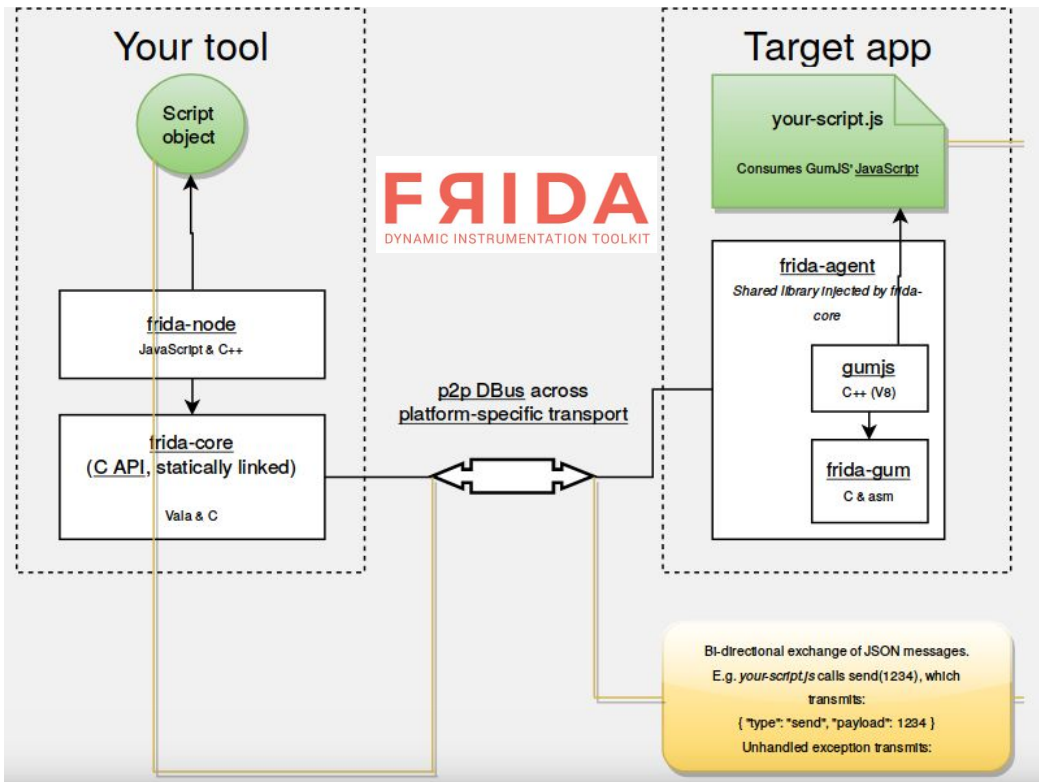 Your tool
Script
object
frida-node
JavaScript & C++
frida-core
(C API, statically linked)
Vala & C
FRIDA
DYNAMIC INSTRUMENTATION TOOLKIT
p2p DBus across
platform-specific transport
Target app
your-script.js
Consumes GumJS' JavaScript
frida-agent
Shared library injected by frida-
core
gumjs
C++ (V8)
frida-gum
C & asm
Bi-directional exchange of JSON messages.
E.g. your-script.js calls send(1234), which
transmits:
{ "type": "send", "payload": 1234 }
Unhandled exception transmits: